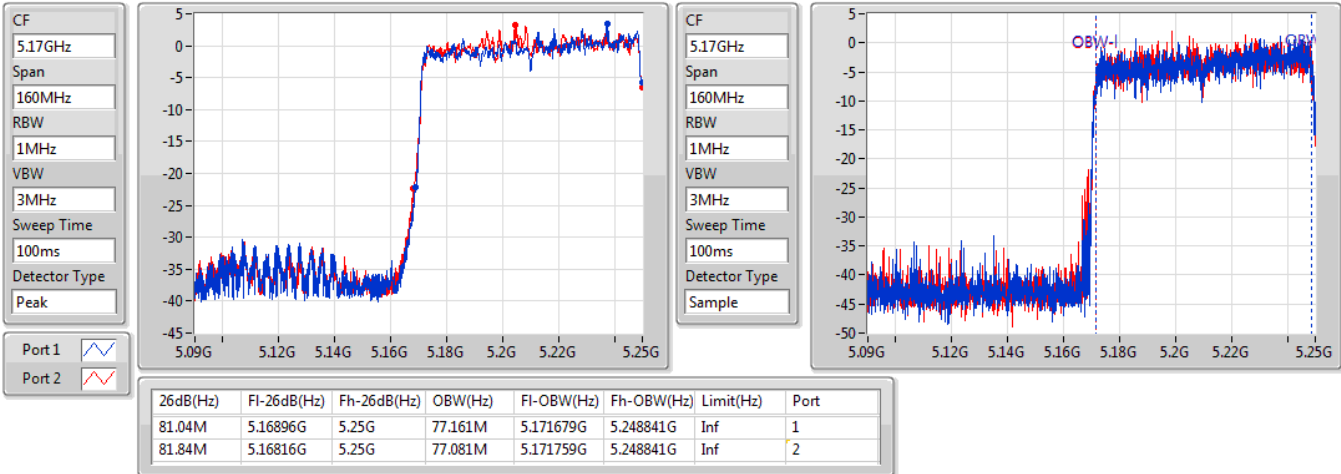 CF
5.17GHz
Span
160MHz
RBW
1MHz
VBW
3MHz
Sweep Time
100ms
Detector Type
Peak
Port 1
Port 2
5
0
-5
-10
-15
-20
-25
-30
-35
-40
-45
5.09G 5.12G 5.14G 5.16G 5.18G 5.2G 5.22G 5.25G
CF
5.17GHz
Span
160MHz
RBW
1MHz
VBW
3MHz
Sweep Time
100ms
Detector Type
Sample
5
0
-5
-10
-15
-20
-25
-30
-35
-40
-45
-50
OBW-l OBW
5.09G 5.12G 5.14G 5.16G 5.18G 5.2G 5.22G 5.25G
26dB(Hz) Fl-26dB(Hz) Fh-26dB(Hz) OBW(Hz) Fl-OBW(Hz) Fh-OBW(Hz) Limit(Hz) Port
81.04M 5.16896G 5.25G 77.161M 5.171679G 5.248841G Inf 1
81.84M 5.16816G 5.25G 77.081M 5.171759G 5.248841G Inf 2